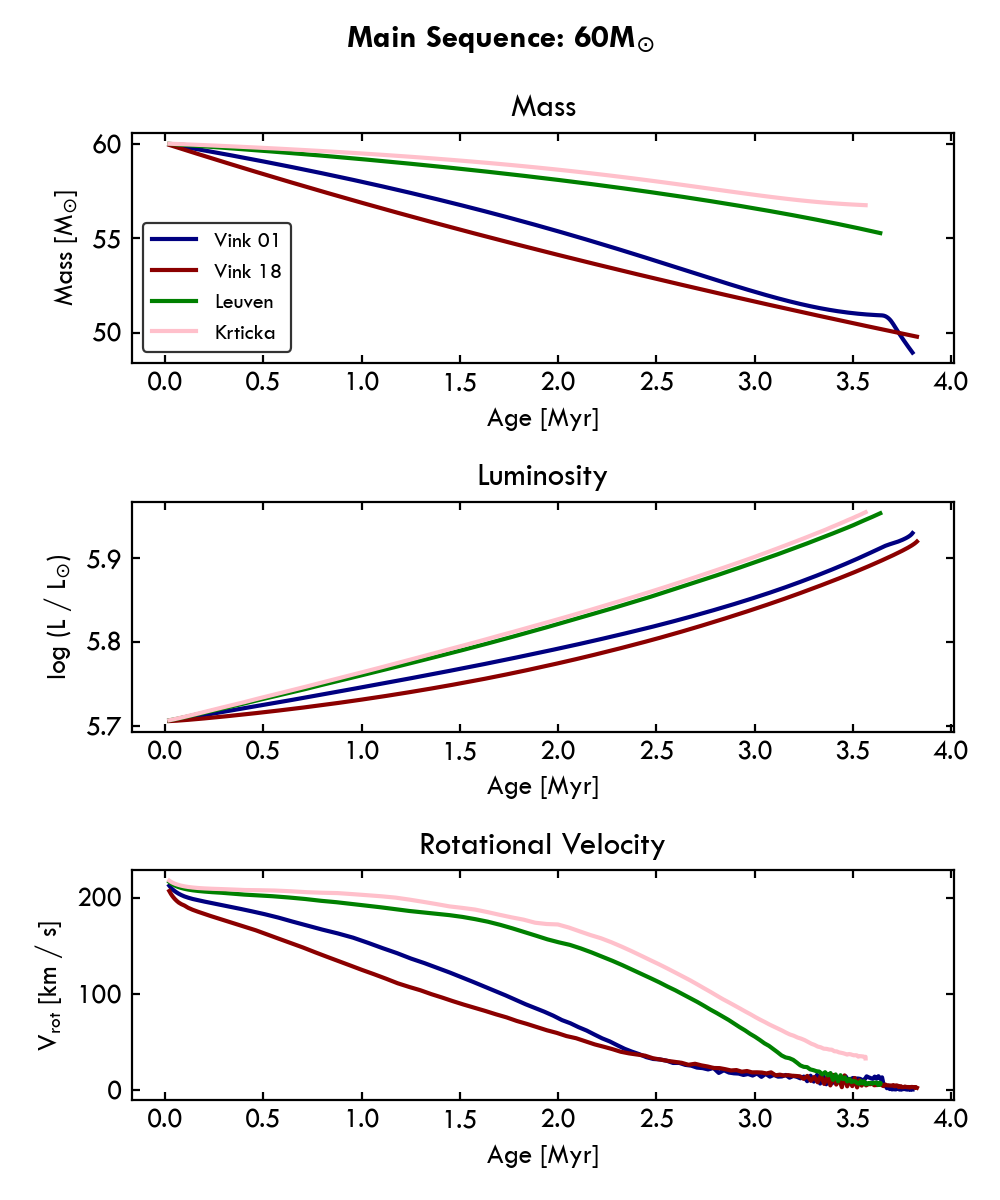 Main Sequence: 60M☉
Mass
Mass [M☉]
60
55
50
Vink 01
Vink 18
Leuven
Krticka
0.0 0.5 1.0 1.5 2.0 2.5 3.0 3.5 4.0
Age [Myr]
Luminosity
log (L / L☉)
5.9
5.8
5.7
0.0 0.5 1.0 1.5 2.0 2.5 3.0 3.5 4.0
Age [Myr]
Rotational Velocity
Vrot [km / s]
200
100
0
0.0 0.5 1.0 1.5 2.0 2.5 3.0 3.5 4.0
Age [Myr]